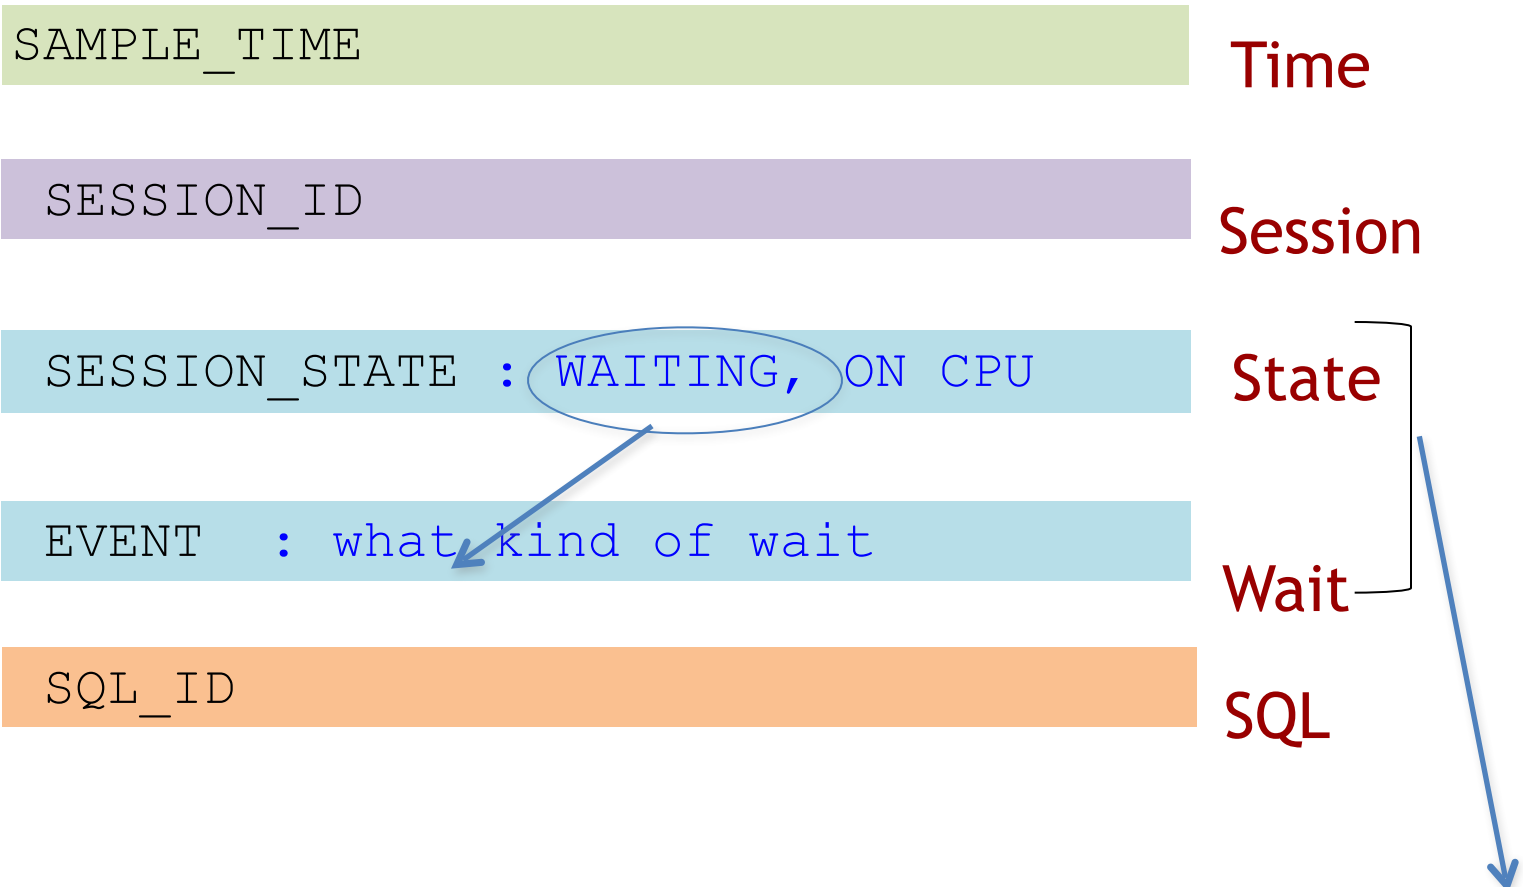 SAMPLE_TIME
Time
SESSION_ID
Session
SESSION_STATE : WAITING, ON CPU
State
EVENT : what kind of wait
Wait
SQL_ID
SQL